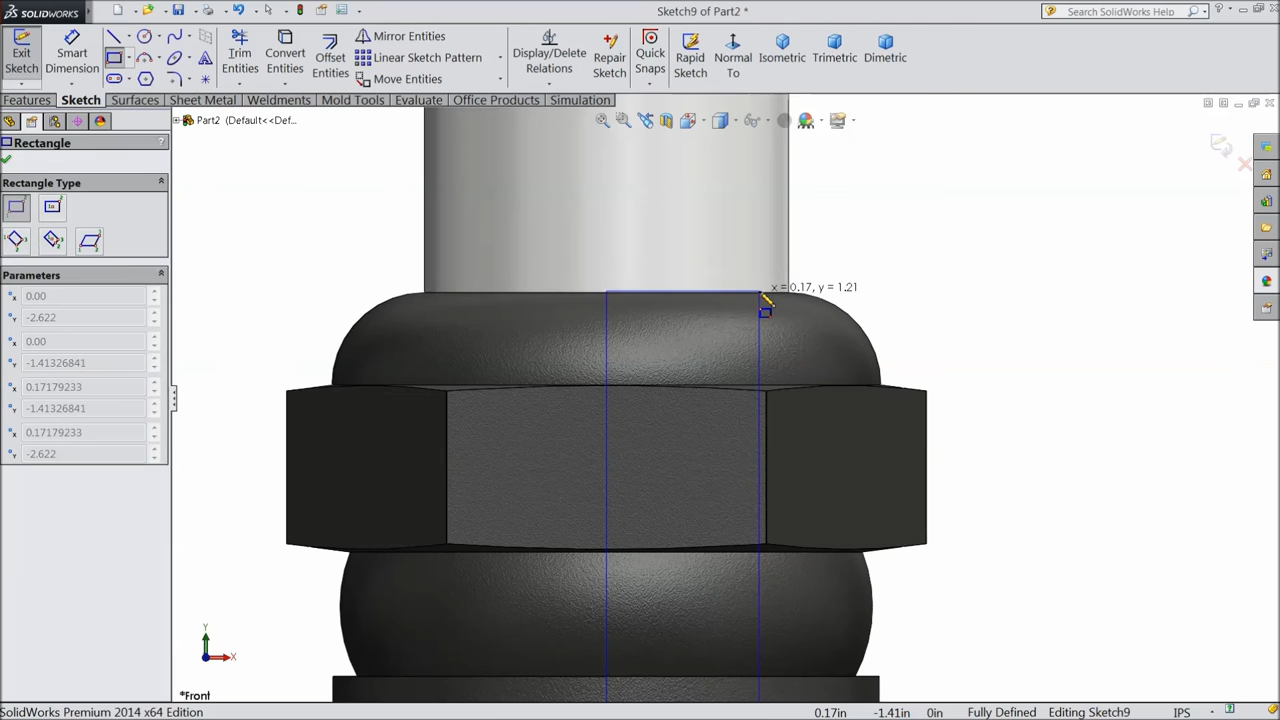 SOLIDWORKS
Sketch9 of Part2 *
Search SolidWorks Help
Exit Sketch
Smart Dimension
Trim Entities
Convert Entities
Offset Entities
Mirror Entities
Linear Sketch Pattern
Move Entities
Display/Delete Relations
Repair Sketch
Quick Snaps
Rapid Sketch
Normal To
Isometric
Trimetric
Dimetric
Features Sketch Surfaces Sheet Metal Weldments Mold Tools Evaluate Office Products Simulation
Part2 (Default<<Def...
Rectangle ?
Rectangle Type
Parameters
0.00
-2.622
0.00
-1.41326841
0.17179233
-1.41326841
0.17179233
-2.622
x = 0.17, y = 1.21
Y
X
*Front
SolidWorks Premium 2014 x64 Edition 0.17in -1.41in 0in Fully Defined Editing Sketch9 IPS